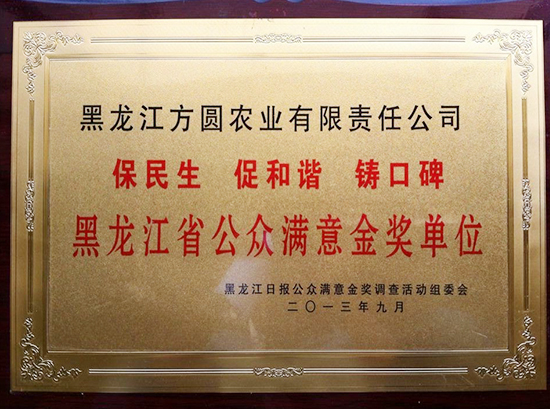 黑龙江方圆农业有限责任公司
保民生 促和谐 铸口碑
黑龙江省公众满意金奖单位
黑龙江日报公众满意金奖调查活动组委会
二〇一三年九月